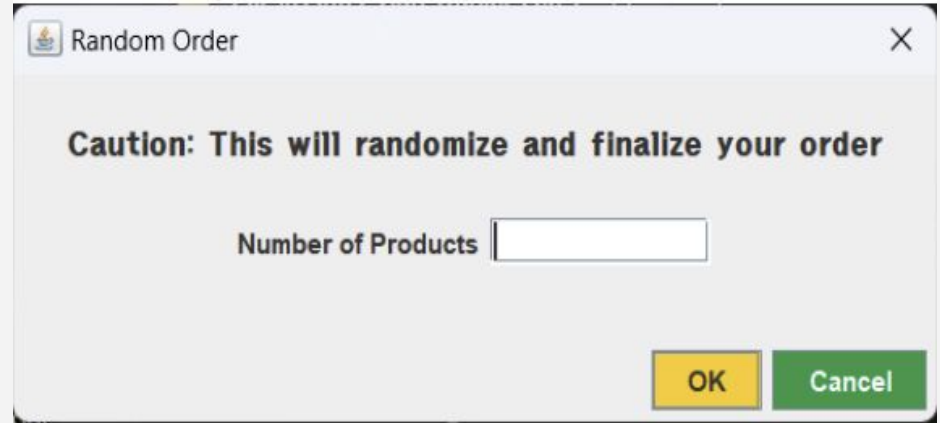 Random Order
Caution: This will randomize and finalize your order
Number of Products
OK Cancel